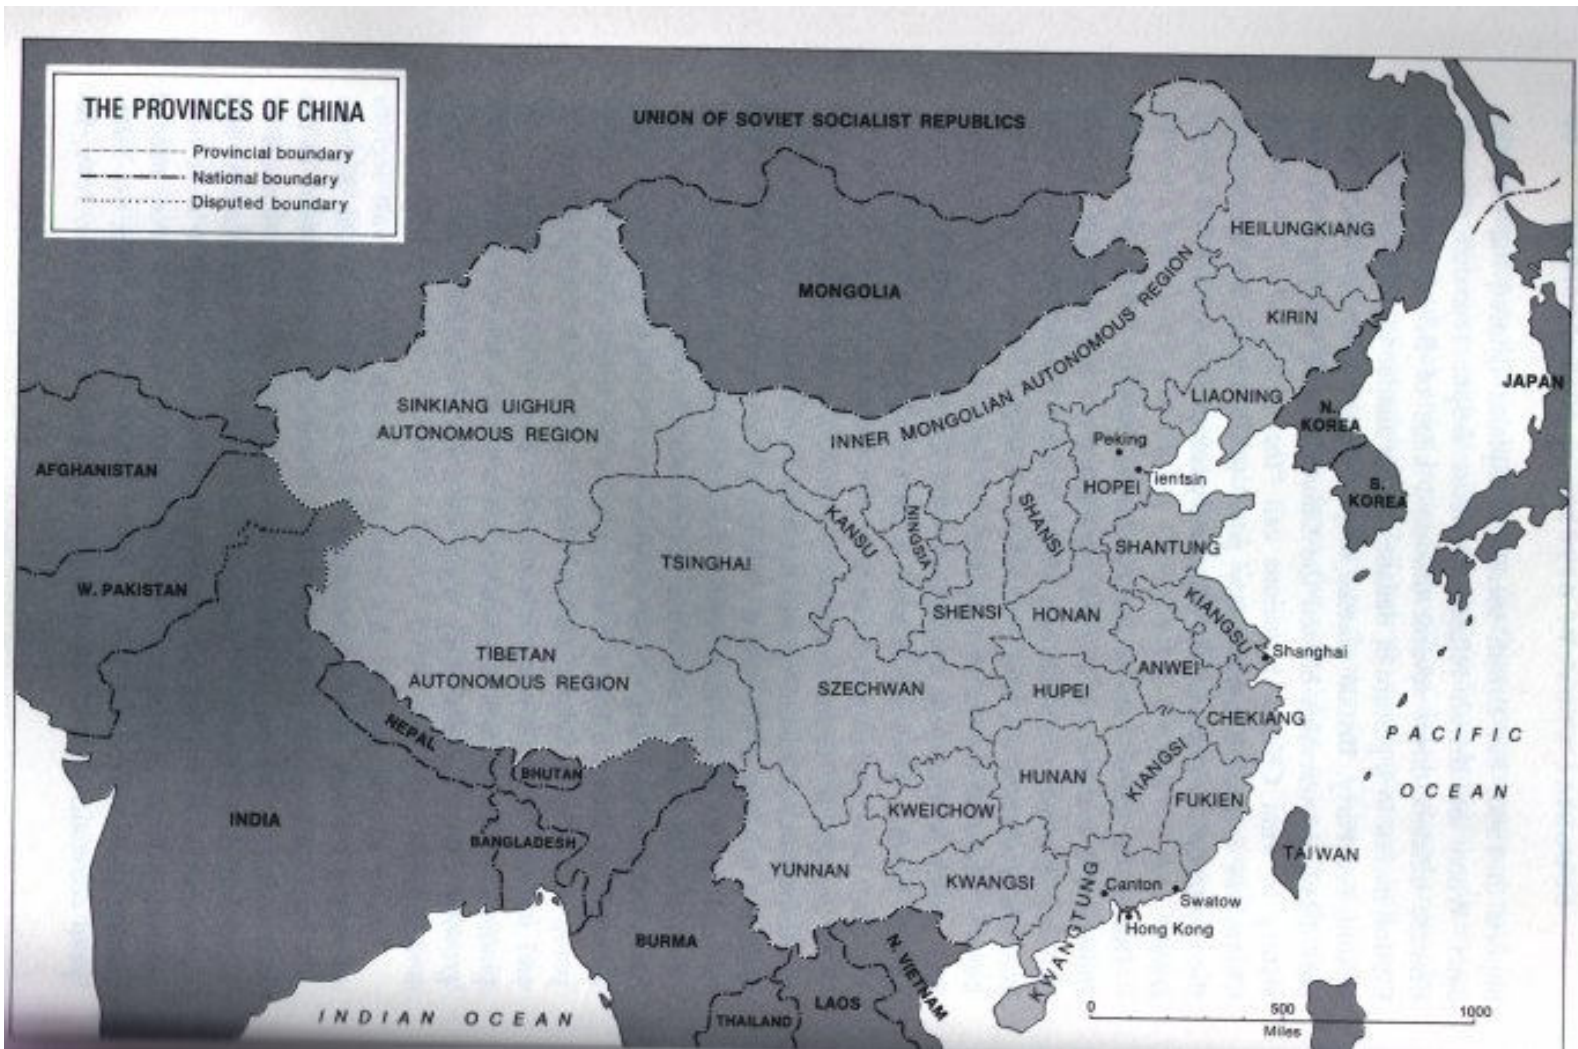 THE PROVINCES OF CHINA
Provincial boundary
National boundary
Disputed boundary
UNION OF SOVIET SOCIALIST REPUBLICS
HEILUNGKIANG
MONGOLIA
KIRIN
INNER MONGOLIAN AUTONOMOUS REGION
LIAONING
JAPAN
SINKIANG UIGHUR
AUTONOMOUS REGION
N.
KOREA
Peking
AFGHANISTAN
Tientsin
HOPEI
S.
KOREA
KANSU
NINGSIA
SHANSI
SHANTUNG
TSINGHAI
W. PAKISTAN
SHENSI
HONAN
KIANGSU
Shanghai
TIBETAN
AUTONOMOUS REGION
SZECHWAN
HUPEI
ANWEI
CHEKIANG
NEPAL
PACIFIC
OCEAN
BHUTAN
HUNAN
KIANGSI
FUKIEN
KWEICHOW
INDIA
BANGLADESH
TAIWAN
YUNNAN
KWANGSI
KWANGTUNG
Canton
Swatow
Hong Kong
BURMA
N. VIETNAM
LAOS
THAILAND
INDIAN OCEAN
0 500 1000
Miles